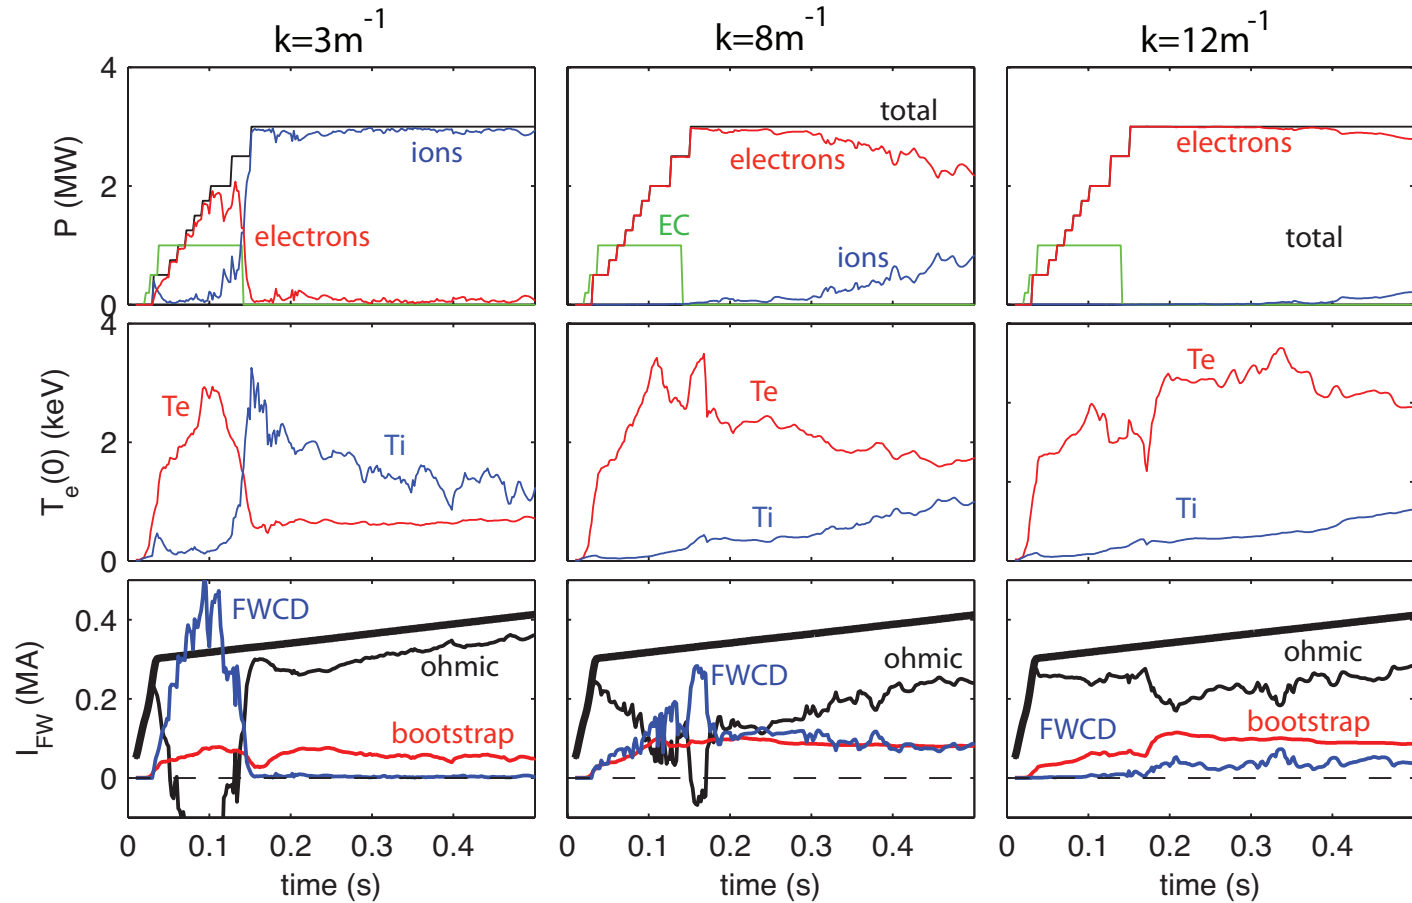 k=3m⁻¹
k=8m⁻¹
k=12m⁻¹
P (MW)
4
2
0
ions
electrons
total
electrons
EC
ions
electrons
total
T_e(0) (keV)
4
2
0
Te
Ti
Te
Ti
Te
Ti
I_FW (MA)
0.4
0.2
0
FWCD
ohmic
bootstrap
ohmic
FWCD
ohmic
FWCD
bootstrap
0 0.1 0.2 0.3 0.4
0 0.1 0.2 0.3 0.4
0 0.1 0.2 0.3 0.4
time (s)
time (s)
time (s)